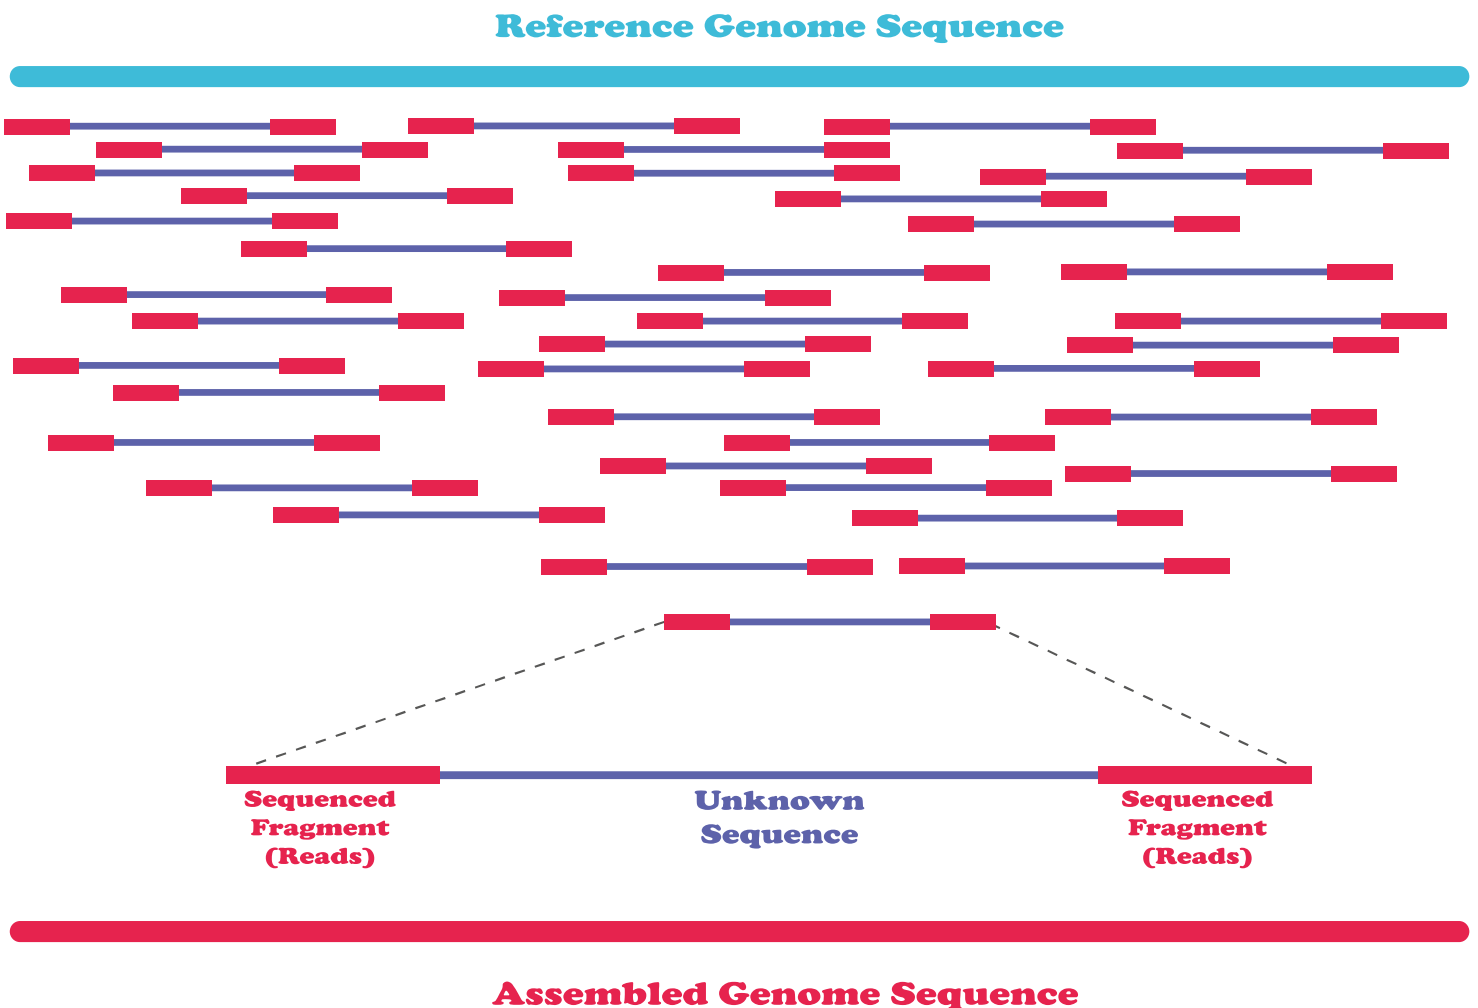 Reference Genome Sequence
Sequenced
Fragment
(Reads)
Unknown
Sequence
Sequenced
Fragment
(Reads)
Assembled Genome Sequence